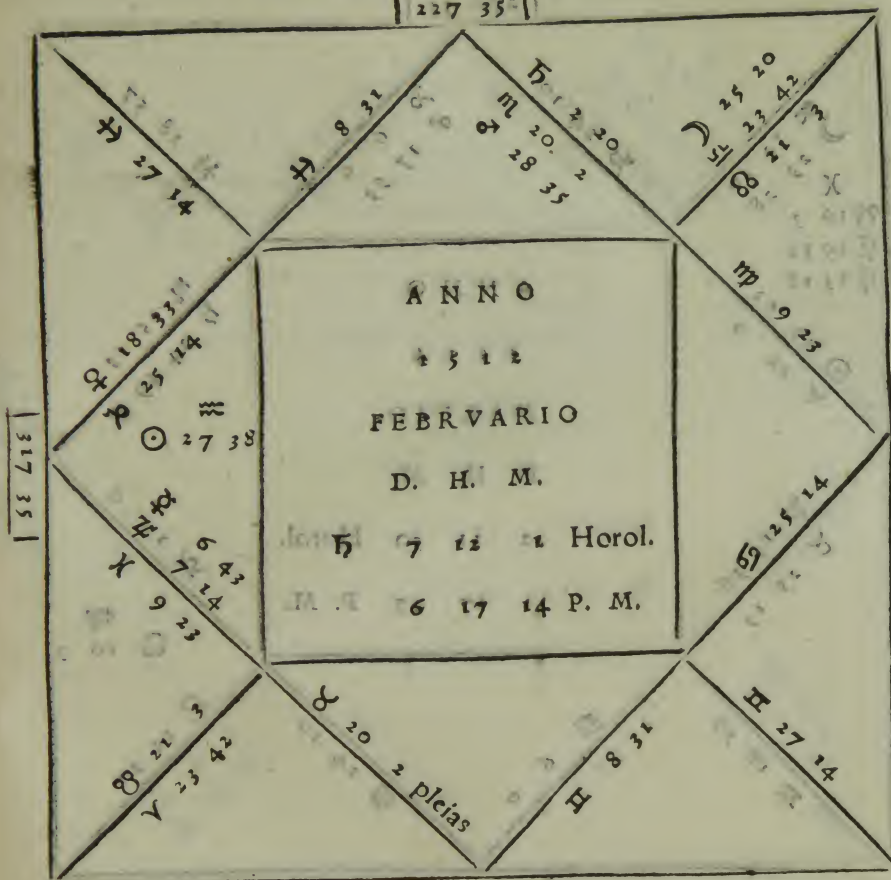 227 35
♄ 2 20
♏ 20. 2
♂ 28 35
☽ 25 20
♎ 23 42
☊ 21 3
♐ 8 31
♐ 27 14
♍ 9 23
♀ 18 33
♑ 25 14
♒
☉ 27 38
317 35
ANNO
1512
FEBRVARIO
D. H. M.
♄ 7 12 1 Horol.
6 17 14 P. M.
♋ 25 14
☿ 6 43
♃ 7 14
♓ 9 23
☋ 21 3
♈ 23 42
♉ 20 2 pleias
♊ 8 31
♊ 27 14